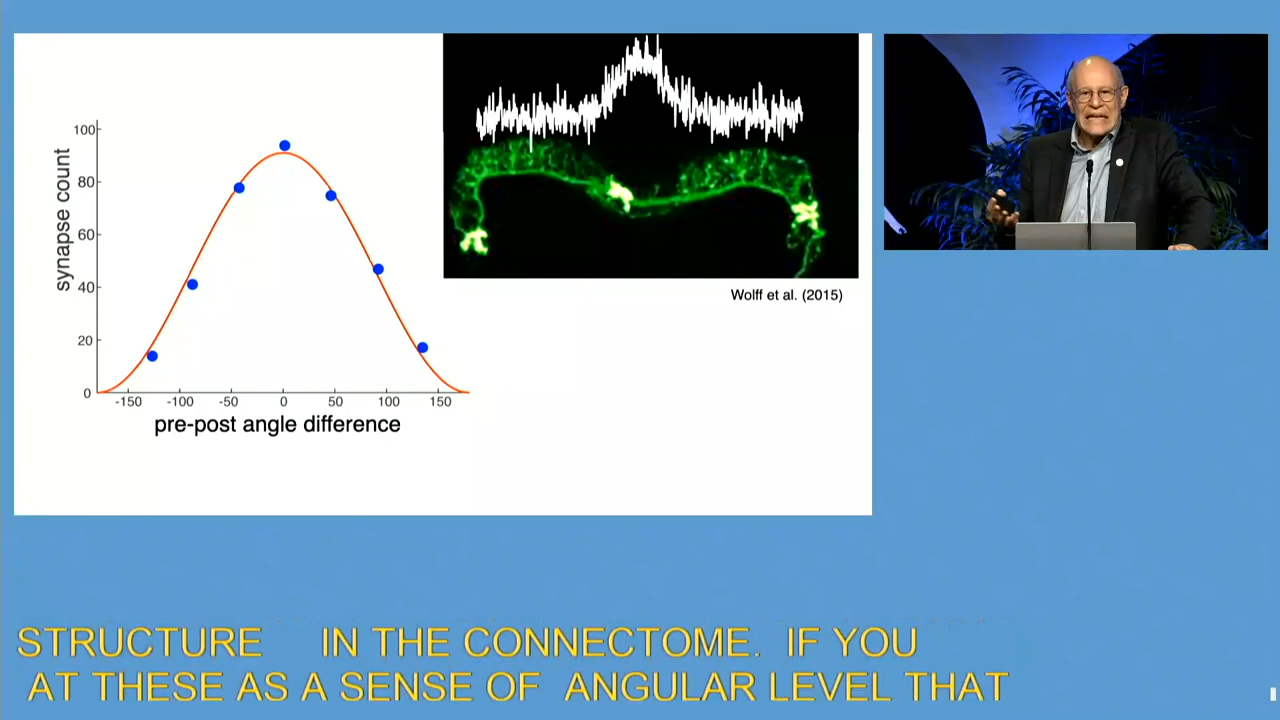 100
80
synapse count
60
40
20
0
-150 -100 -50 0 50 100 150
pre-post angle difference
Wolff et al. (2015)
STRUCTURE IN THE CONNECTOME. IF YOU
AT THESE AS A SENSE OF ANGULAR LEVEL THAT